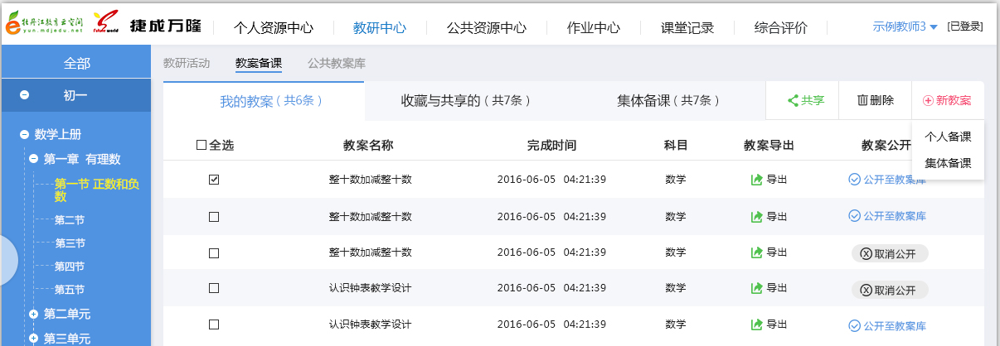 牡丹江教育云空间
yun.mdjedu.net
Future world
捷成万隆
个人资源中心
教研中心
公共资源中心
作业中心
课堂记录
综合评价
示例教师3
[已登录]
全部
初一
数学上册
第一章 有理数
第一节 正数和负
数
第二节
第三节
第四节
第五节
第二单元
第三单元
教研活动
教案备课
公共教案库
我的教案（共6条）
收藏与共享的（共7条）
集体备课（共7条）
共享
删除
新教案
个人备课
集体备课
全选 教案名称 完成时间 科目 教案导出 教案公开
整十数加减整十数 2016-06-05 04:21:39 数学 导出 公开至教案库
整十数加减整十数 2016-06-05 04:21:39 数学 导出 公开至教案库
整十数加减整十数 2016-06-05 04:21:39 数学 导出 取消公开
认识钟表教学设计 2016-06-05 04:21:39 数学 导出 取消公开
认识钟表教学设计 2016-06-05 04:21:39 数学 导出 公开至教案库